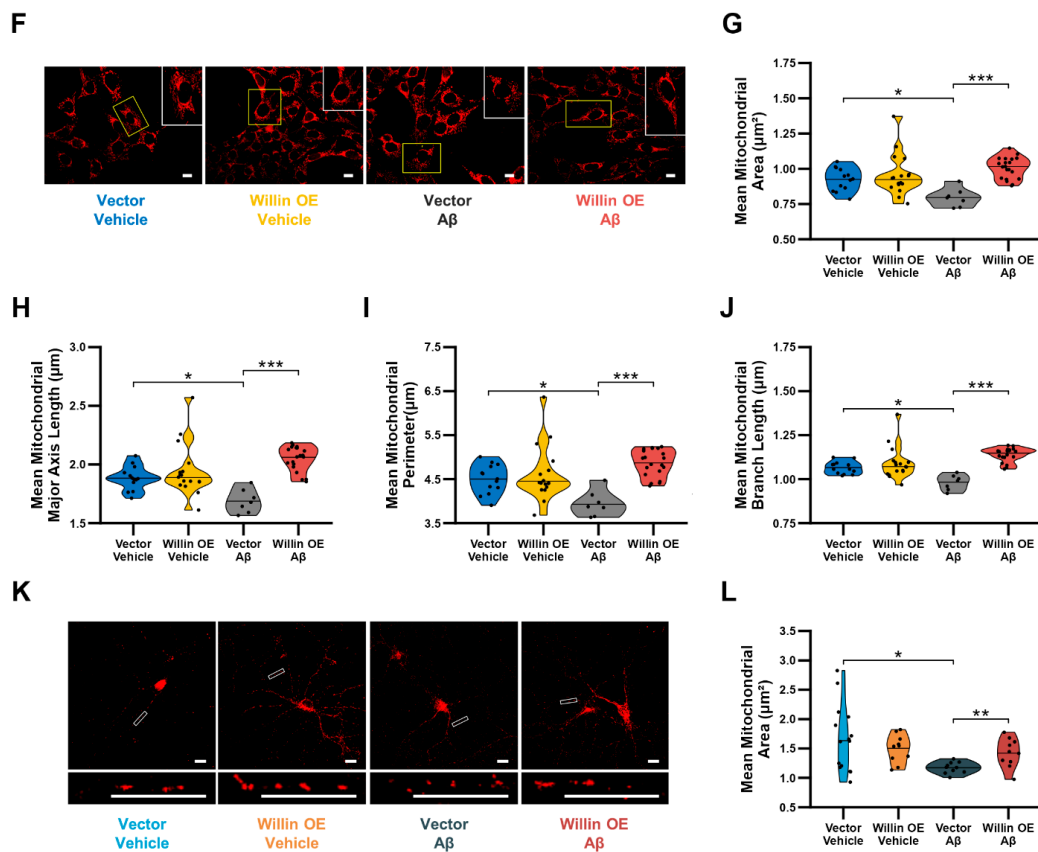 F
Vector
Vehicle
Willin OE
Vehicle
Vector
Aβ
Willin OE
Aβ
G
Mean Mitochondrial
Area (µm²)
1.75
1.50
1.25
1.00
0.75
0.50
*
***
Vector
Vehicle
Willin OE
Vehicle
Vector
Aβ
Willin OE
Aβ
H
Mean Mitochondrial
Major Axis Length (µm)
3.0
2.5
2.0
1.5
*
***
Vector
Vehicle
Willin OE
Vehicle
Vector
Aβ
Willin OE
Aβ
I
Mean Mitochondrial
Perimeter(µm)
7.5
6.5
5.5
4.5
3.5
*
***
Vector
Vehicle
Willin OE
Vehicle
Vector
Aβ
Willin OE
Aβ
J
Mean Mitochondrial
Branch Length (µm)
1.75
1.50
1.25
1.00
0.75
*
***
Vector
Vehicle
Willin OE
Vehicle
Vector
Aβ
Willin OE
Aβ
K
Vector
Vehicle
Willin OE
Vehicle
Vector
Aβ
Willin OE
Aβ
L
Mean Mitochondrial
Area (µm²)
3.5
3.0
2.5
2.0
1.5
1.0
0.5
*
**
Vector
Vehicle
Willin OE
Vehicle
Vector
Aβ
Willin OE
Aβ